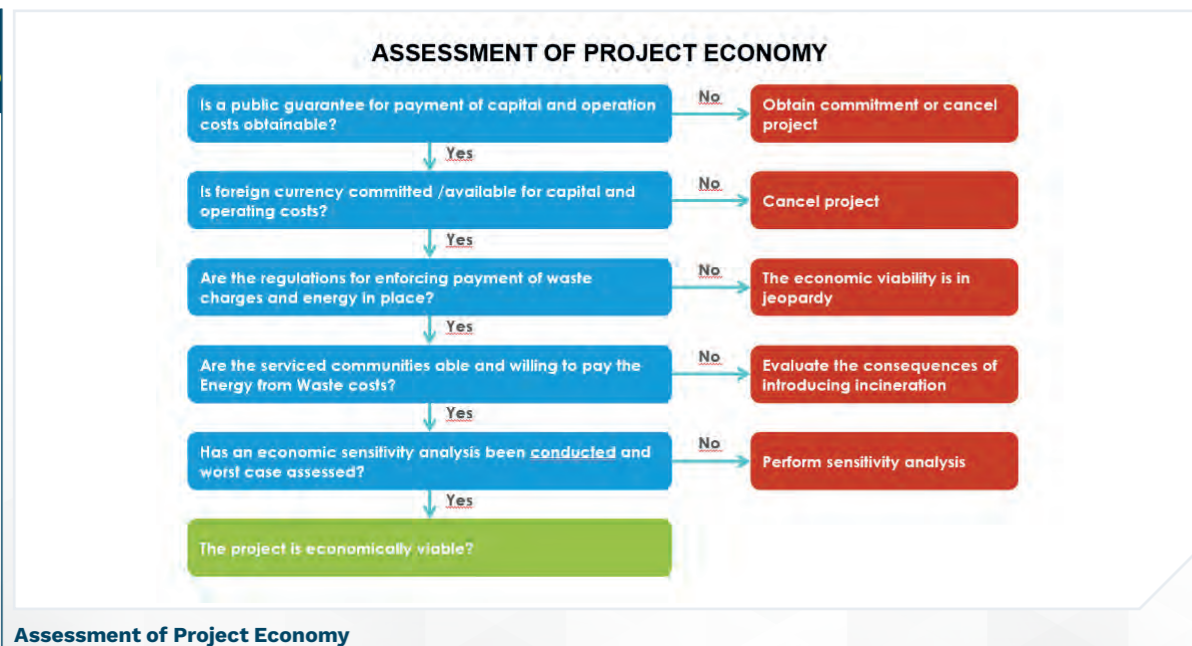 ASSESSMENT OF PROJECT ECONOMY
Is a public guarantee for payment of capital and operation
costs obtainable?
No
Obtain commitment or cancel
project
Yes
Is foreign currency committed /available for capital and
operating costs?
No
Cancel project
Yes
Are the regulations for enforcing payment of waste
charges and energy in place?
No
The economic viability is in
jeopardy
Yes
Are the serviced communities able and willing to pay the
Energy from Waste costs?
No
Evaluate the consequences of
introducing incineration
Yes
Has an economic sensitivity analysis been conducted and
worst case assessed?
No
Perform sensitivity analysis
Yes
The project is economically viable?
Assessment of Project Economy